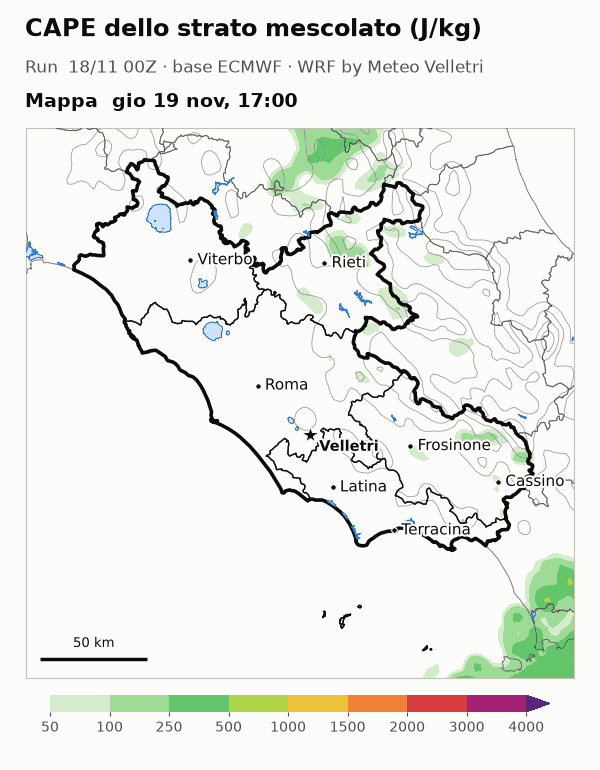 CAPE dello strato mescolato (J/kg)
Run  18/11 00Z · base ECMWF · WRF by Meteo Velletri
Mappa  gio 19 nov, 17:00
Viterbo
Rieti
Roma
Velletri
Frosinone
Latina
Cassino
Terracina
50 km
50 100 250 500 1000 1500 2000 3000 4000